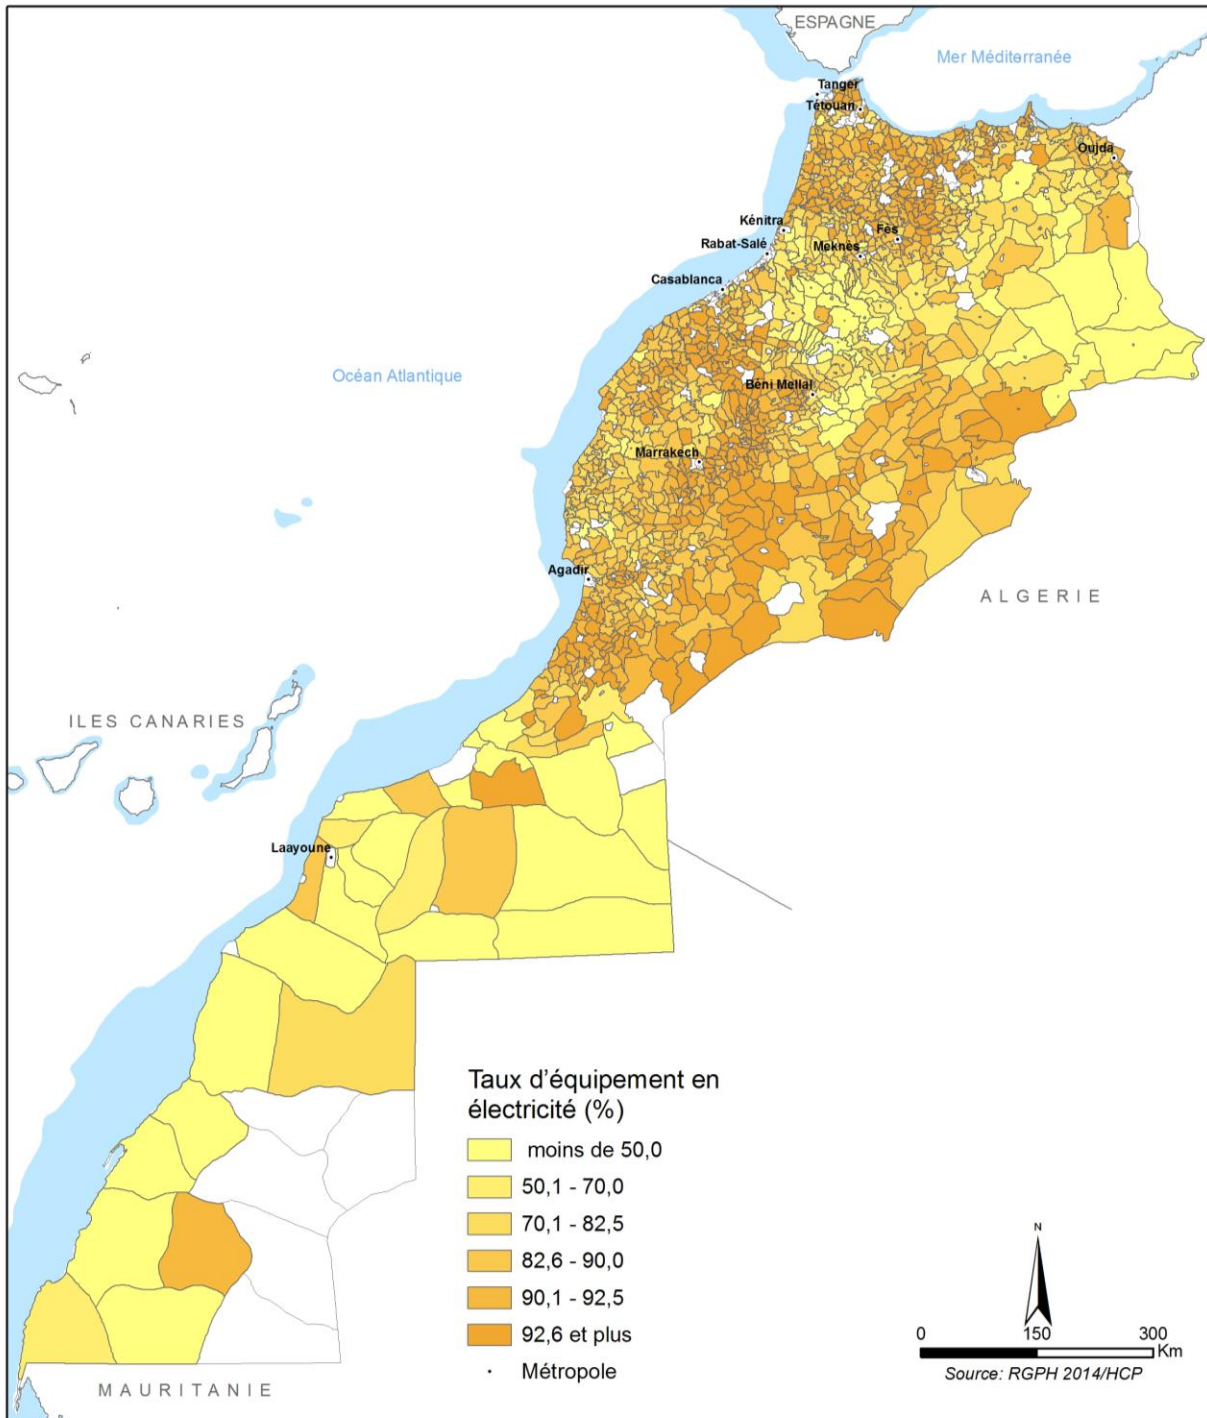 ESPAGNE
Mer Méditerranée
Tanger
Tétouan
Oujda
Kénitra
Fès
Rabat-Salé
Meknès
Casablanca
Océan Atlantique
Béni Mellal
Marrakech
Agadir
ALGERIE
ILES CANARIES
Laayoune
Taux d'équipement en
électricité (%)
moins de 50,0
50,1 - 70,0
70,1 - 82,5
82,6 - 90,0
90,1 - 92,5
92,6 et plus
Métropole
N
0 150 300
Km
Source: RGPH 2014/HCP
MAURITANIE